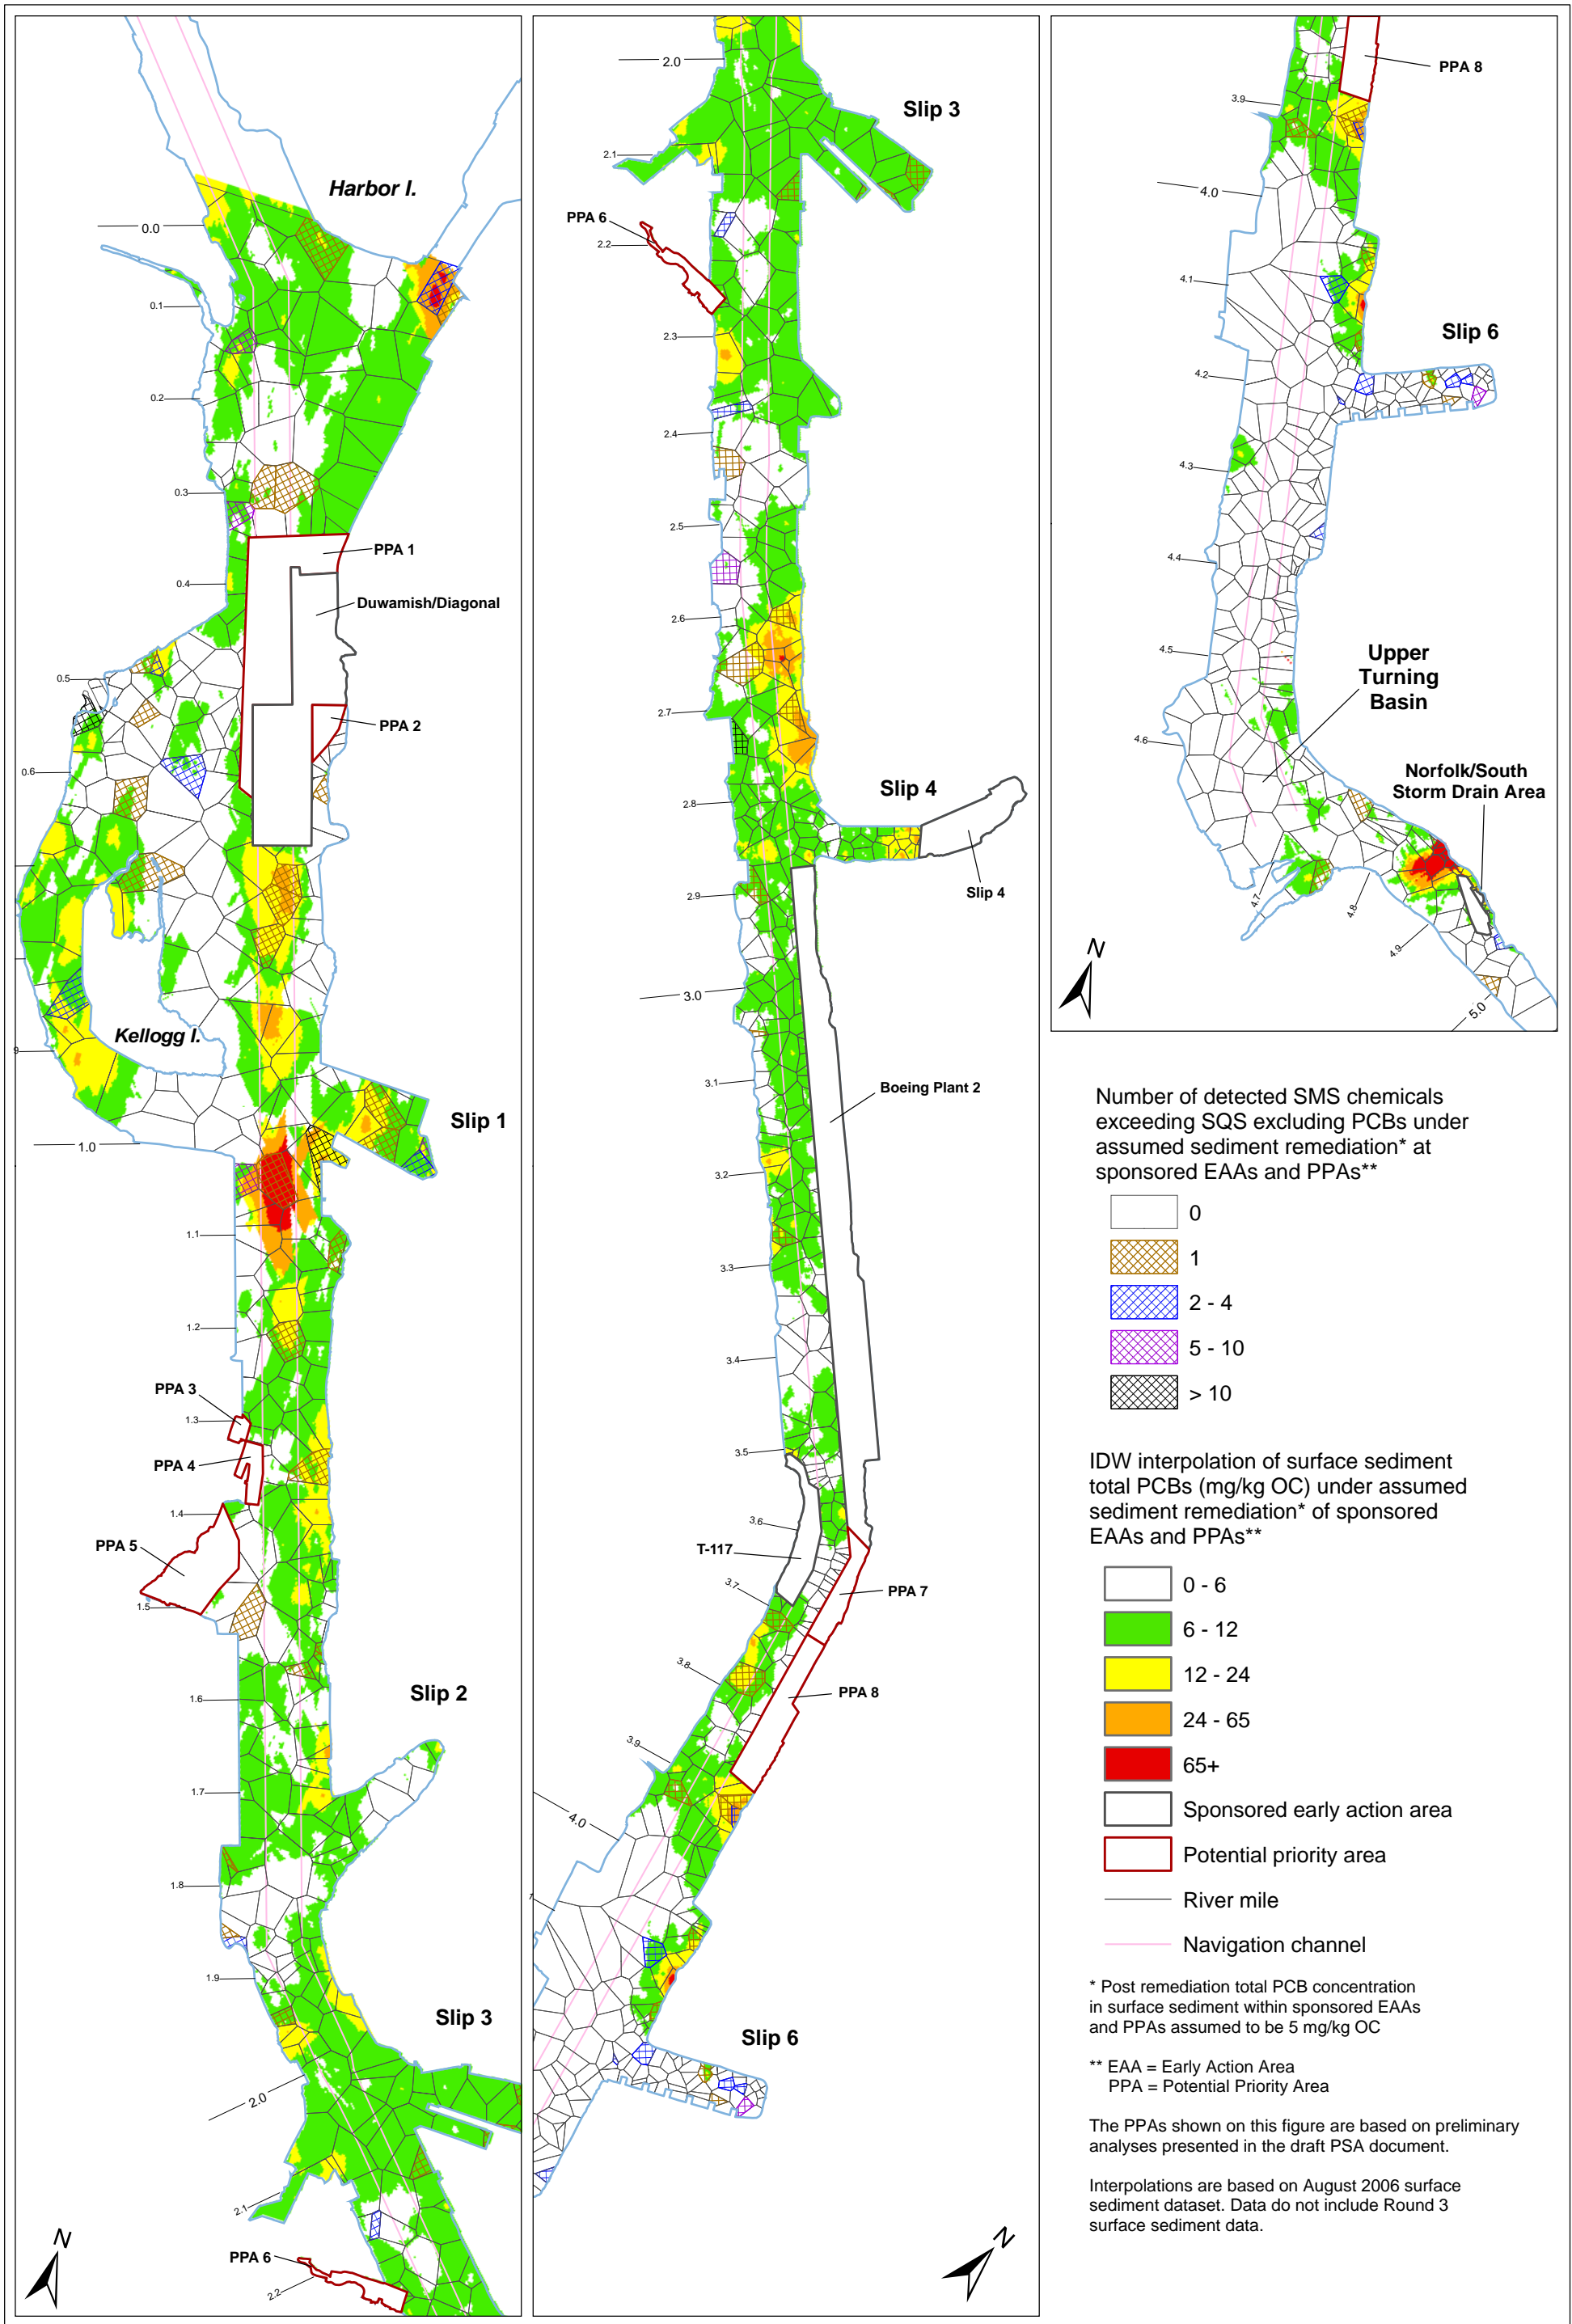 Harbor I.
0.0
0.1
0.2
0.3
PPA 1
0.4
Duwamish/Diagonal
0.5
PPA 2
0.6
Kellogg I.
9
Slip 1
1.0
1.1
1.2
PPA 3
1.3
PPA 4
1.4
PPA 5
1.5
Slip 2
1.6
1.7
1.8
1.9
Slip 3
2.0
2.1
PPA 6
2.2
N
2.0
Slip 3
2.1
PPA 6
2.2
2.3
2.4
2.5
2.6
2.7
2.8
Slip 4
Slip 4
2.9
3.0
3.1
Boeing Plant 2
3.2
3.3
3.4
3.5
3.6
T-117
3.7
PPA 7
3.8
PPA 8
3.9
4.0
Slip 6
N
PPA 8
3.9
4.0
4.1
Slip 6
4.2
4.3
4.4
4.5
Upper
Turning
Basin
4.6
Norfolk/South
Storm Drain Area
4.7
4.8
4.9
5.0
N
Number of detected SMS chemicals
exceeding SQS excluding PCBs under
assumed sediment remediation* at
sponsored EAAs and PPAs**
0
1
2 - 4
5 - 10
> 10
IDW interpolation of surface sediment
total PCBs (mg/kg OC) under assumed
sediment remediation* of sponsored
EAAs and PPAs**
0 - 6
6 - 12
12 - 24
24 - 65
65+
Sponsored early action area
Potential priority area
River mile
Navigation channel
* Post remediation total PCB concentration
in surface sediment within sponsored EAAs
and PPAs assumed to be 5 mg/kg OC
** EAA = Early Action Area
PPA = Potential Priority Area
The PPAs shown on this figure are based on preliminary
analyses presented in the draft PSA document.
Interpolations are based on August 2006 surface
sediment dataset. Data do not include Round 3
surface sediment data.